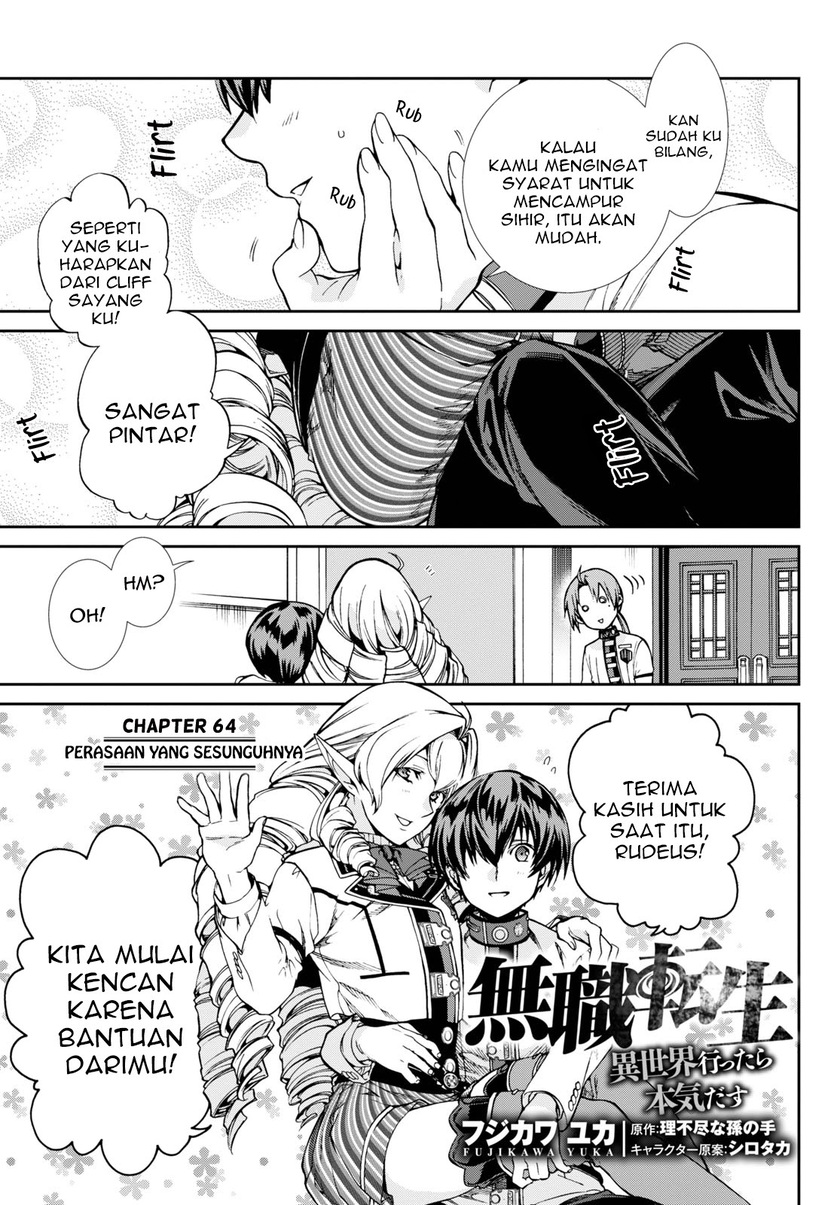 KAN
SUDAH KU
BILANG,
KALAU
KAMU MENGINGAT
SYARAT UNTUK
MENCAMPUR
SIHIR, ITU AKAN
MUDAH.
Rub
Rub
Flirt
Flirt
SEPERTI
YANG KU-
HARAPKAN
DARI CLIFF
SAYANG
KU!
SANGAT
PINTAR!
Flirt
Flirt
HM?
OH!
CHAPTER 64
PERASAAN YANG SESUNGUHNYA
TERIMA
KASIH UNTUK
SAAT ITU,
RUDEUS!
KITA MULAI
KENCAN
KARENA
BANTUAN
DARIMU!
無職転生
異世界行ったら
本気だす
フジカワ ユカ
FUJIKAWA YUKA
原作:理不尽な孫の手
キャラクター原案:シロタカ